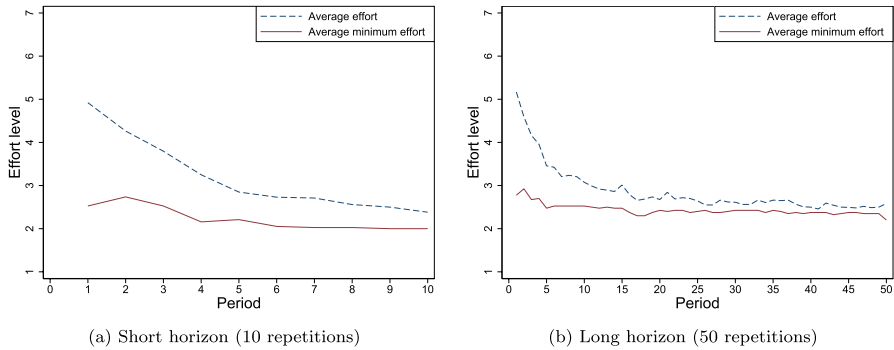 Average effort
Average minimum effort
Effort level
7
6
5
4
3
2
1
0 1 2 3 4 5 6 7 8 9 10
Period
(a) Short horizon (10 repetitions)
Average effort
Average minimum effort
Effort level
7
6
5
4
3
2
1
0 5 10 15 20 25 30 35 40 45 50
Period
(b) Long horizon (50 repetitions)